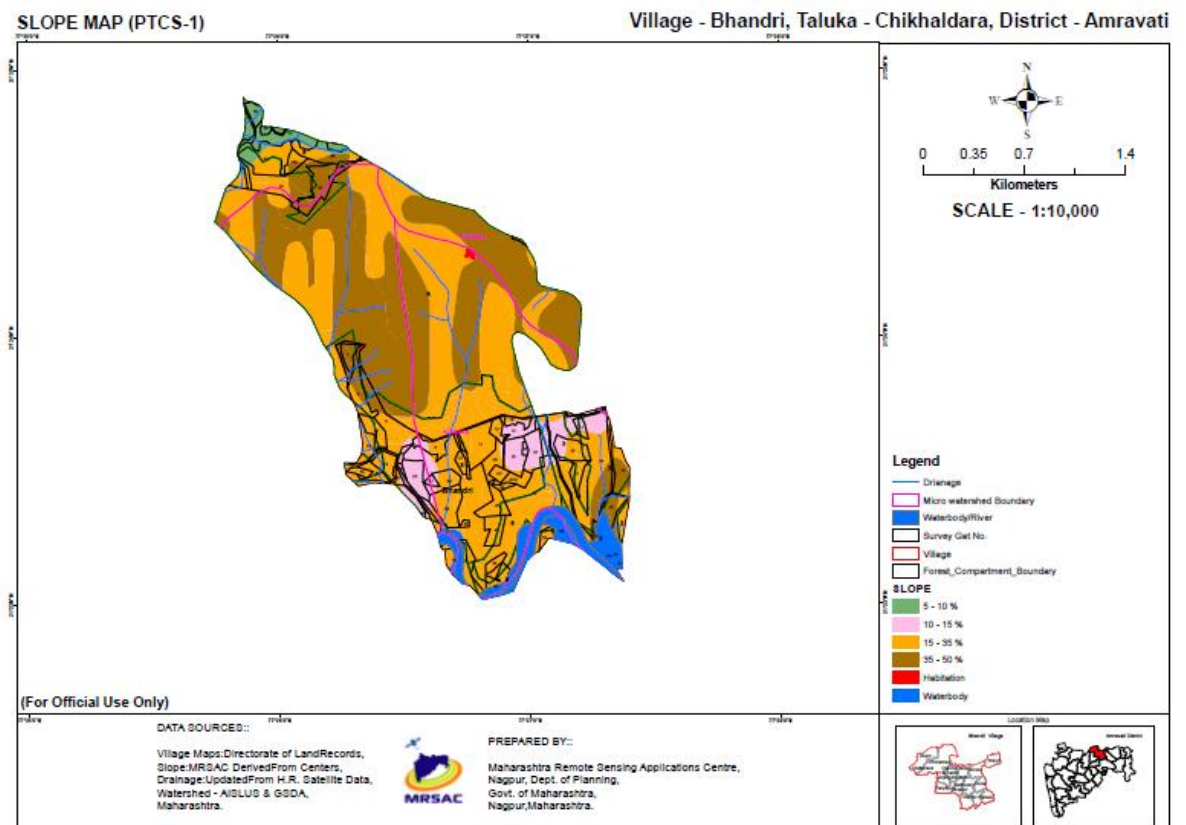 SLOPE MAP (PTCS-1)
Village - Bhandri, Taluka - Chikhaldara, District - Amravati
N
W E
S
0 0.35 0.7 1.4
Kilometers
SCALE - 1:10,000
Bhandri
Legend
Drienage
Micro watershed Boundary
Waterbody/River
Survey Gat No.
Village
Forest_Compartment_Boundary
SLOPE
5 - 10 %
10 - 15 %
15 - 35 %
35 - 50 %
Habitation
Waterbody
(For Official Use Only)
DATA SOURCES::
Village Maps:Directorate of LandRecords,
Slope:MRSAC DerivedFrom Centers,
Drainage:UpdatedFrom H.R. Satellite Data,
Watershed - AISLUS & GSDA,
Maharashtra.
MRSAC
PREPARED BY::
Maharashtra Remote Sensing Applications Centre,
Nagpur, Dept. of Planning,
Govt. of Maharashtra,
Nagpur,Maharashtra.
Location Map
Amravati District